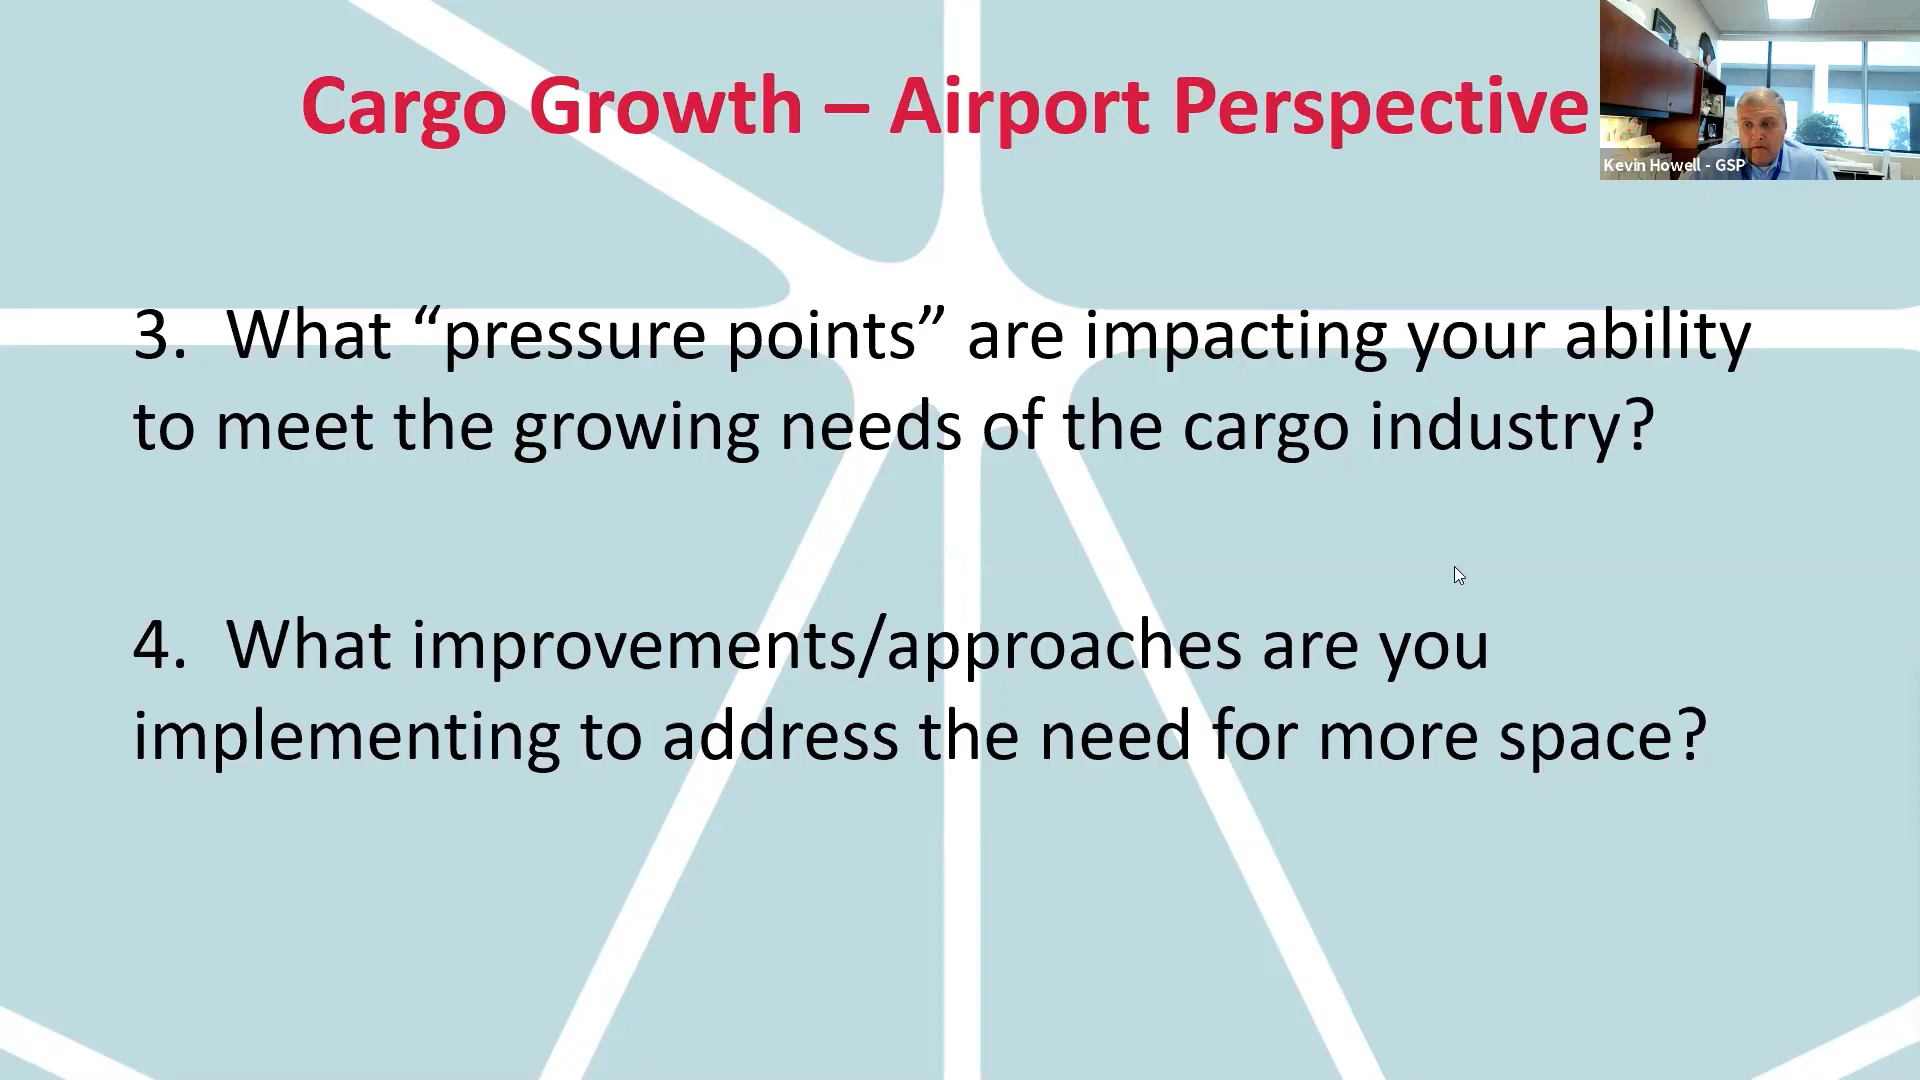 Cargo Growth – Airport Perspective
Kevin Howell - GSP
3. What “pressure points” are impacting your ability
to meet the growing needs of the cargo industry?
4. What improvements/approaches are you
implementing to address the need for more space?